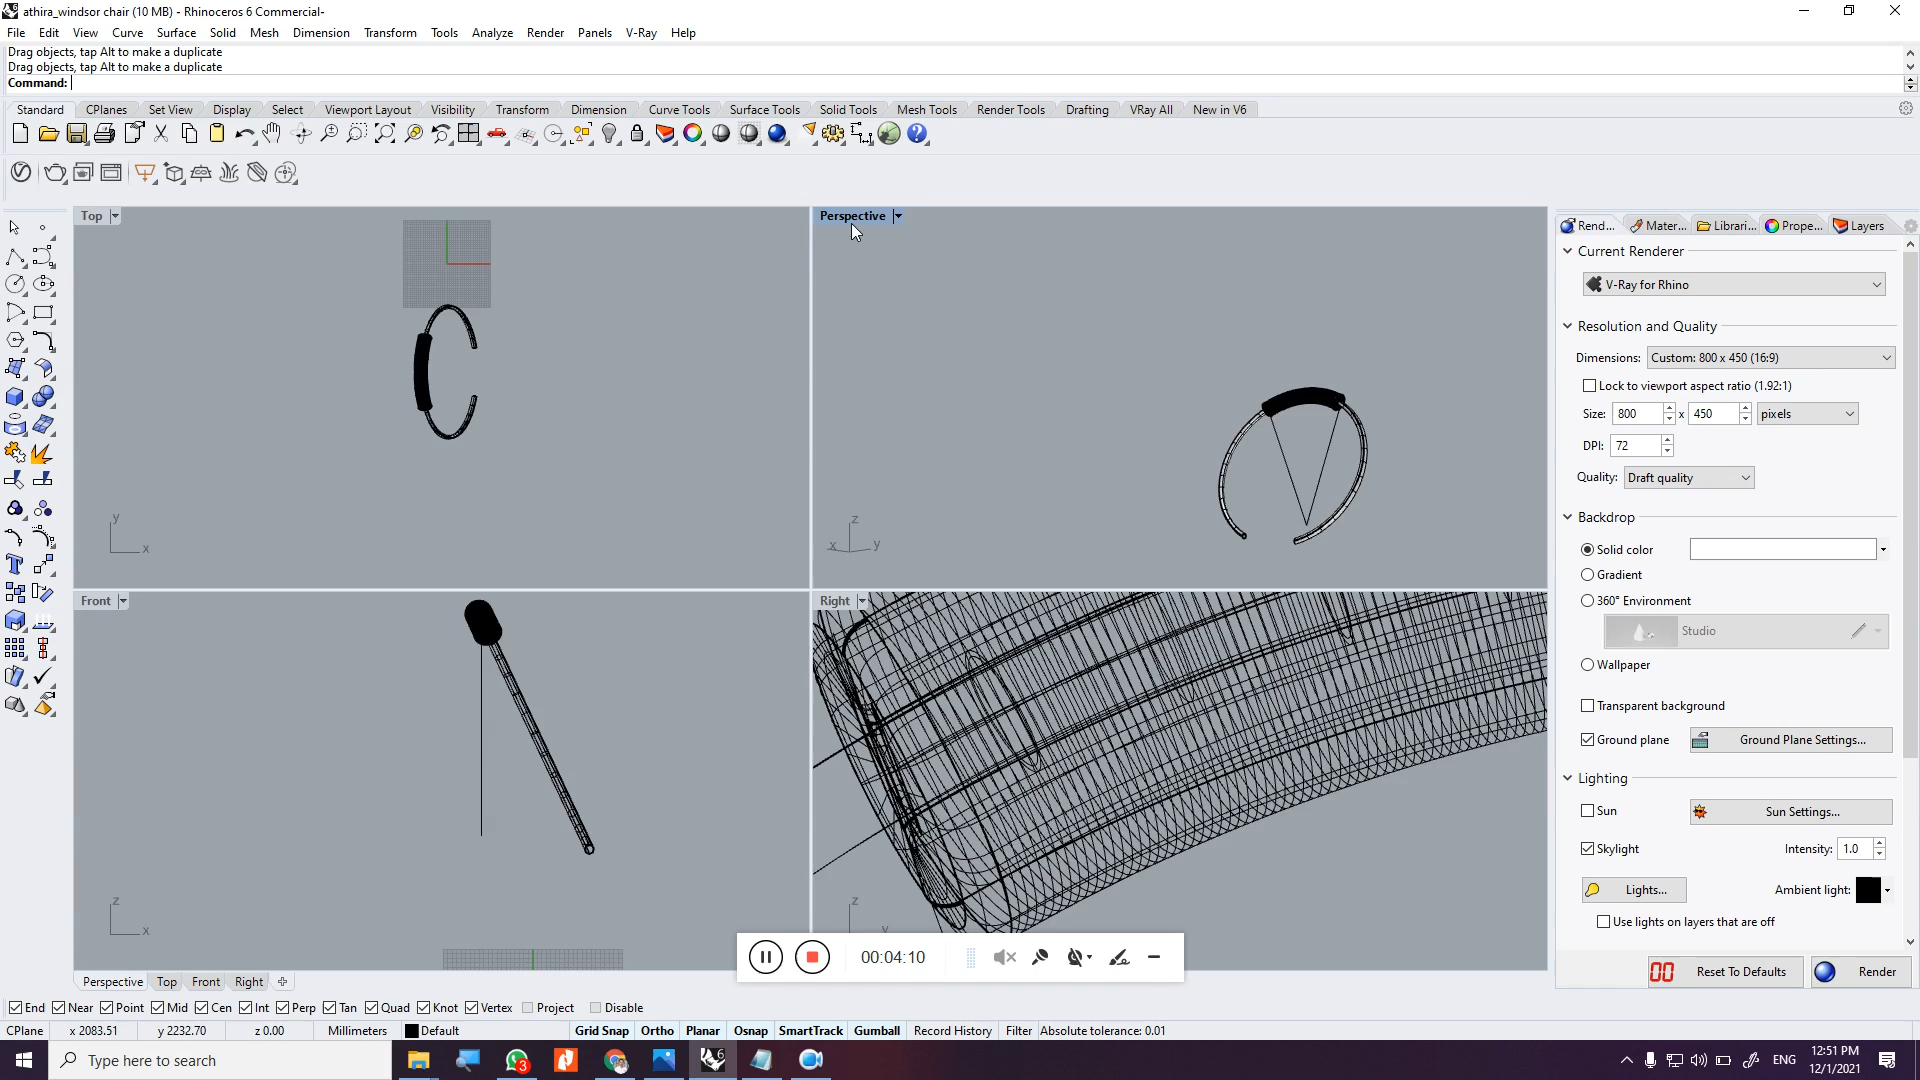 athira_windsor chair (10 MB) - Rhinoceros 6 Commercial-
File Edit View Curve Surface Solid Mesh Dimension Transform Tools Analyze Render Panels V-Ray Help
Drag objects, tap Alt to make a duplicate
Drag objects, tap Alt to make a duplicate
Command:
Standard CPlanes Set View Display Select Viewport Layout Visibility Transform Dimension Curve Tools Surface Tools Solid Tools Mesh Tools Render Tools Drafting VRay All New in V6
Top
Perspective
Rend... Mater... Librari... Prope... Layers
Current Renderer
V-Ray for Rhino
Resolution and Quality
Dimensions: Custom: 800 x 450 (16:9)
Lock to viewport aspect ratio (1.92:1)
Size: 800 x 450 pixels
DPI: 72
Quality: Draft quality
Backdrop
Solid color
Gradient
360° Environment
Studio
Wallpaper
Transparent background
Ground plane Ground Plane Settings...
Lighting
Sun Sun Settings...
Skylight Intensity: 1.0
Lights... Ambient light:
Use lights on layers that are off
Reset To Defaults Render
y
x
z
x y
Front
Right
z
x
z
y
00:04:10
Perspective Top Front Right
End Near Point Mid Cen Int Perp Tan Quad Knot Vertex Project Disable
CPlane x 2083.51 y 2232.70 z 0.00 Millimeters Default Grid Snap Ortho Planar Osnap SmartTrack Gumball Record History Filter Absolute tolerance: 0.01
Type here to search
3
6
ENG
12:51 PM
12/1/2021